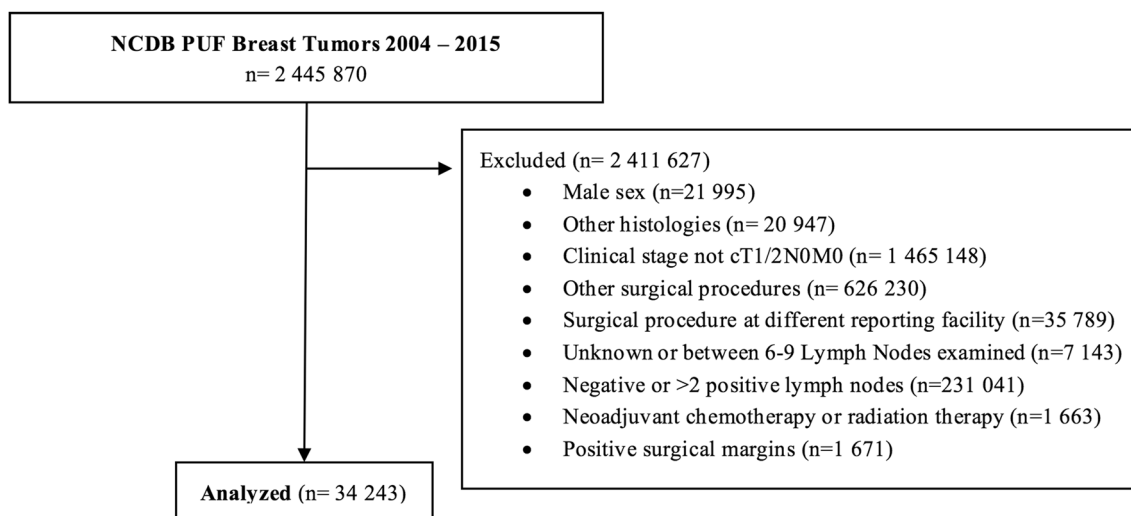 NCDB PUF Breast Tumors 2004 – 2015
n= 2 445 870
Excluded (n= 2 411 627)
• Male sex (n=21 995)
• Other histologies (n= 20 947)
• Clinical stage not cT1/2N0M0 (n= 1 465 148)
• Other surgical procedures (n= 626 230)
• Surgical procedure at different reporting facility (n=35 789)
• Unknown or between 6-9 Lymph Nodes examined (n=7 143)
• Negative or >2 positive lymph nodes (n=231 041)
• Neoadjuvant chemotherapy or radiation therapy (n=1 663)
• Positive surgical margins (n=1 671)
Analyzed (n= 34 243)